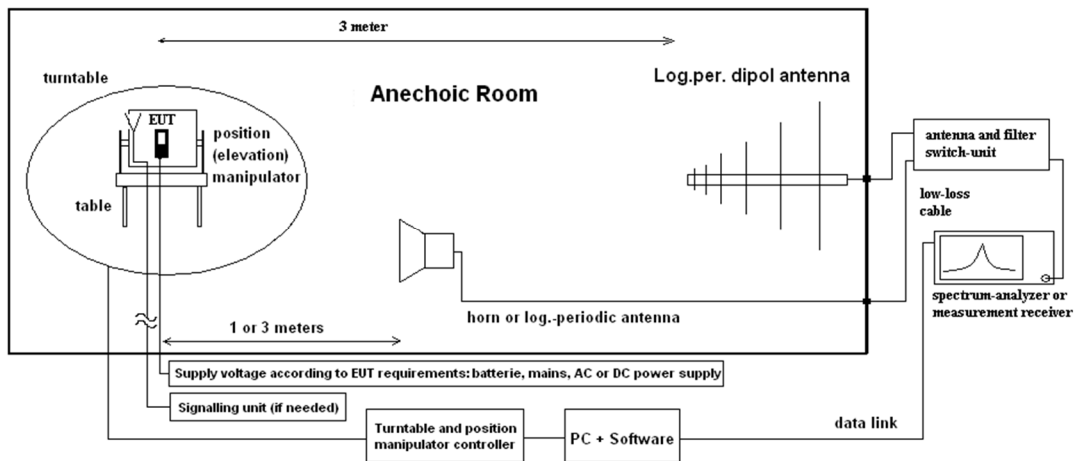 3 meter
turntable
Anechoic Room
Log.per. dipol antenna
EUT
position
(elevation)
manipulator
table
antenna and filter
switch-unit
low-loss
cable
spectrum-analyzer or
measurement receiver
horn or log.-periodic antenna
1 or 3 meters
Supply voltage according to EUT requirements: batterie, mains, AC or DC power supply
Signalling unit (if needed)
Turntable and position
manipulator controller
PC + Software
data link